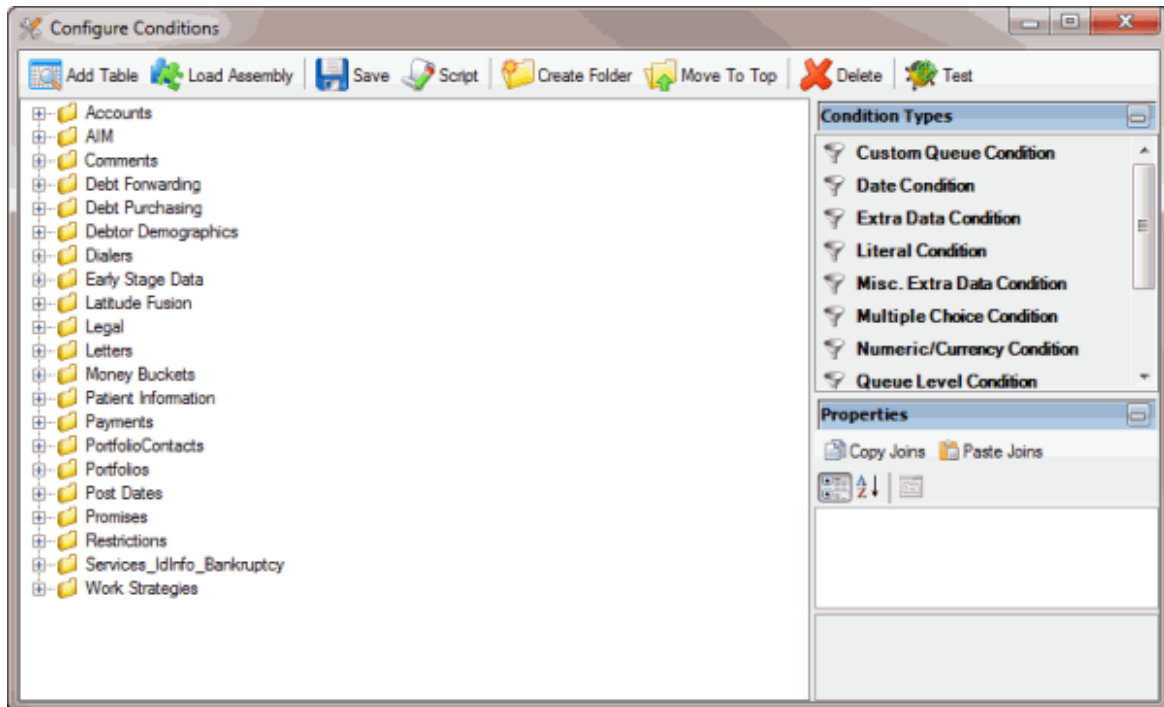 Configure Conditions
Add Table Load Assembly Save Script Create Folder Move To Top Delete Test
Accounts
AIM
Comments
Debt Forwarding
Debt Purchasing
Debtor Demographics
Dialers
Early Stage Data
Latitude Fusion
Legal
Letters
Money Buckets
Patient Information
Payments
PortfolioContacts
Portfolios
Post Dates
Promises
Restrictions
Services_IdInfo_Bankruptcy
Work Strategies
Condition Types
Custom Queue Condition
Date Condition
Extra Data Condition
Literal Condition
Misc. Extra Data Condition
Multiple Choice Condition
Numeric/Currency Condition
Queue Level Condition
Properties
Copy Joins Paste Joins